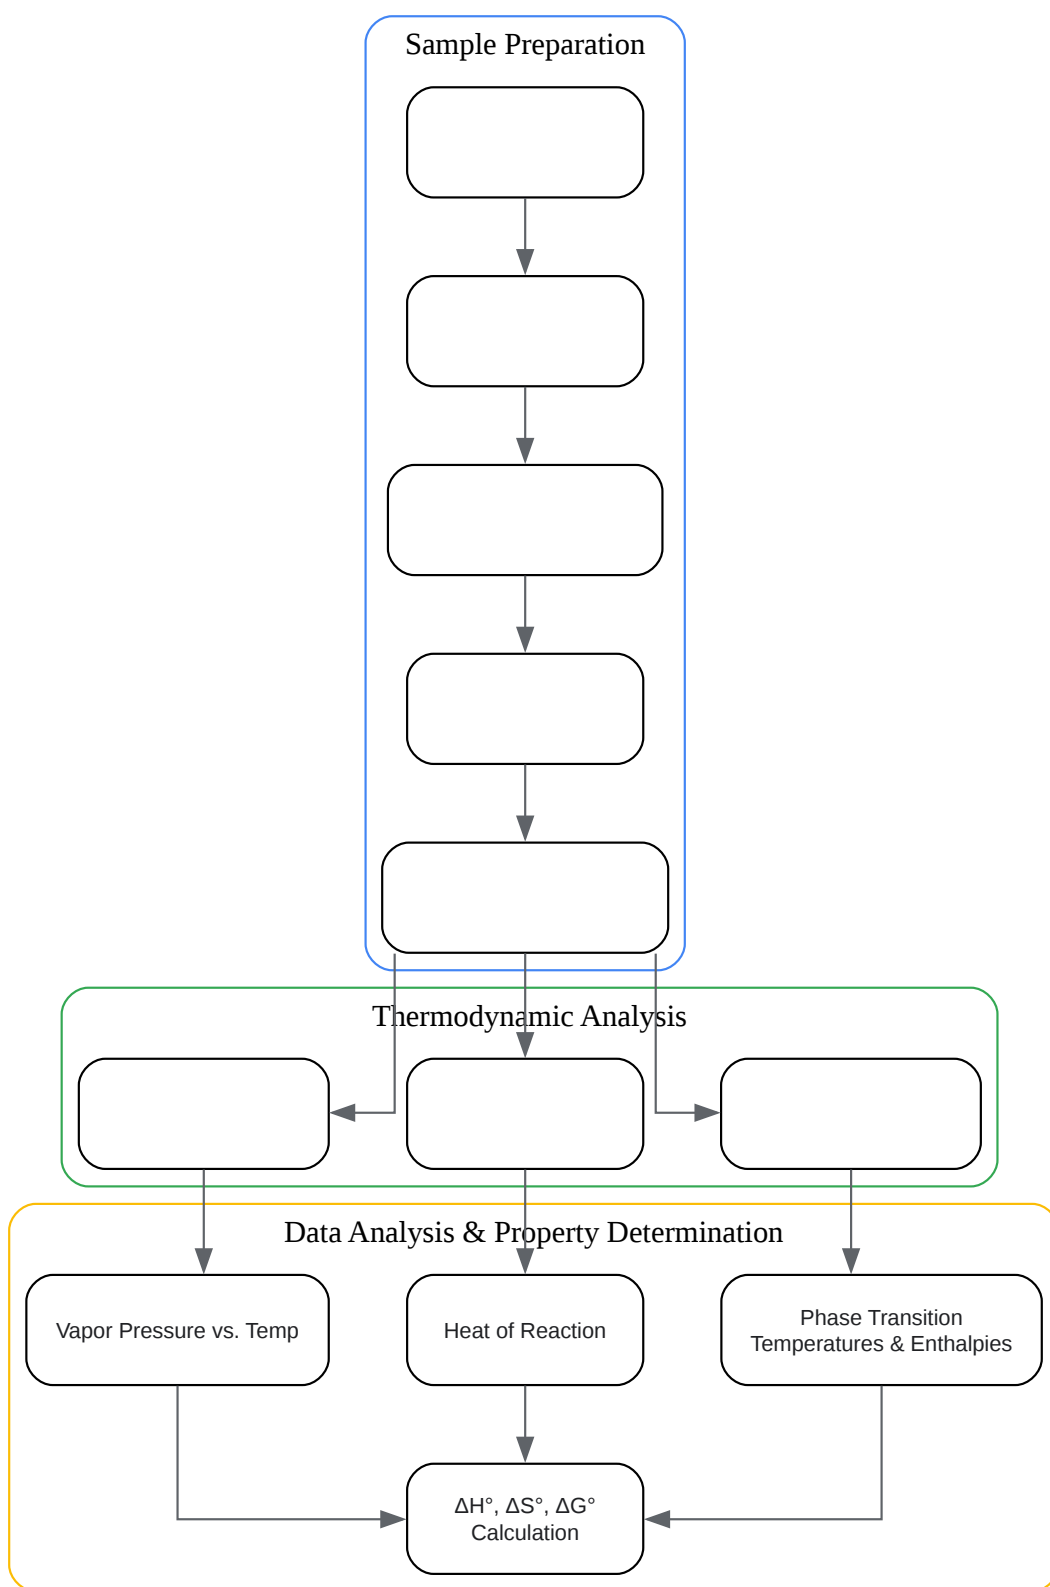 Sample Preparation
Thermodynamic Analysis
Data Analysis & Property Determination
Vapor Pressure vs. Temp
Heat of Reaction
Phase Transition
Temperatures & Enthalpies
ΔH°, ΔS°, ΔG°
Calculation